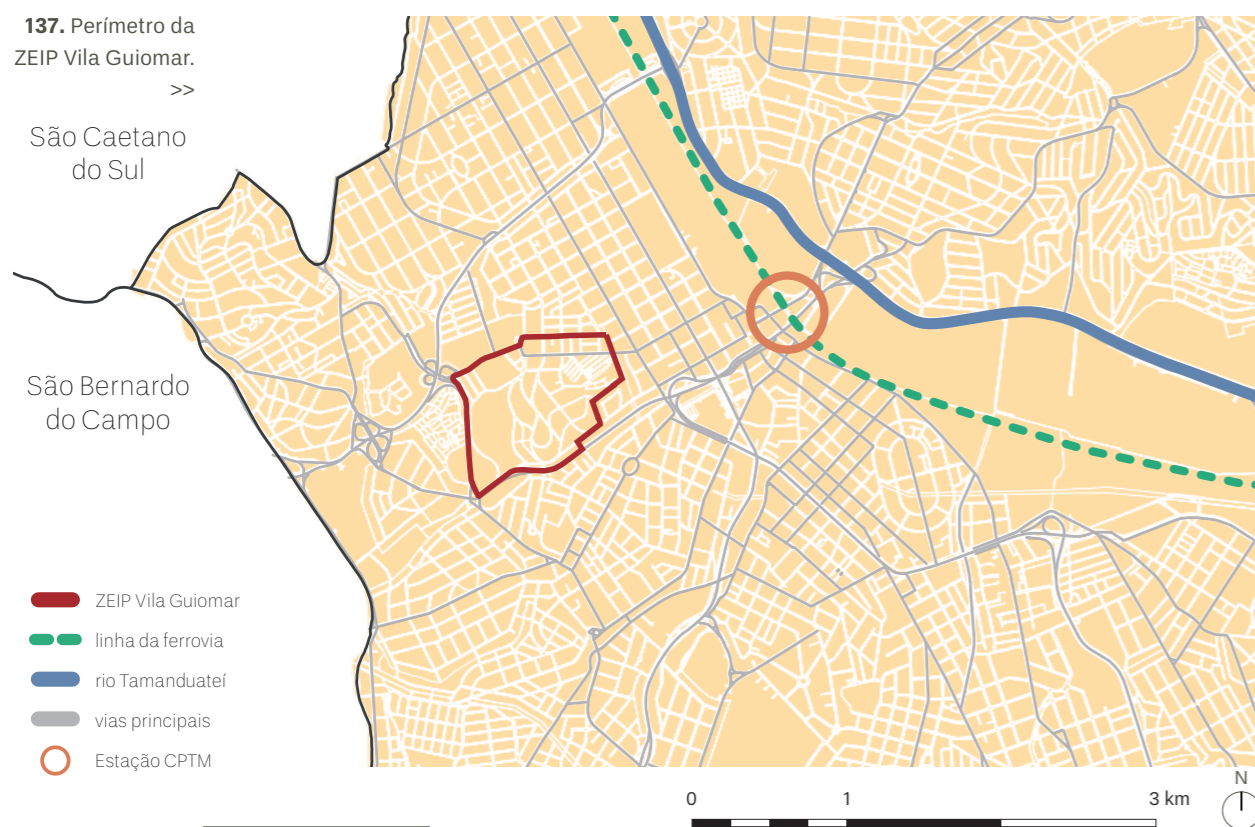 137. Perímetro da
ZEIP Vila Guiomar.
>>
São Caetano
do Sul
São Bernardo
do Campo
ZEIP Vila Guiomar
linha da ferrovia
rio Tamanduateí
vias principais
Estação CPTM
0 1 3 km
N